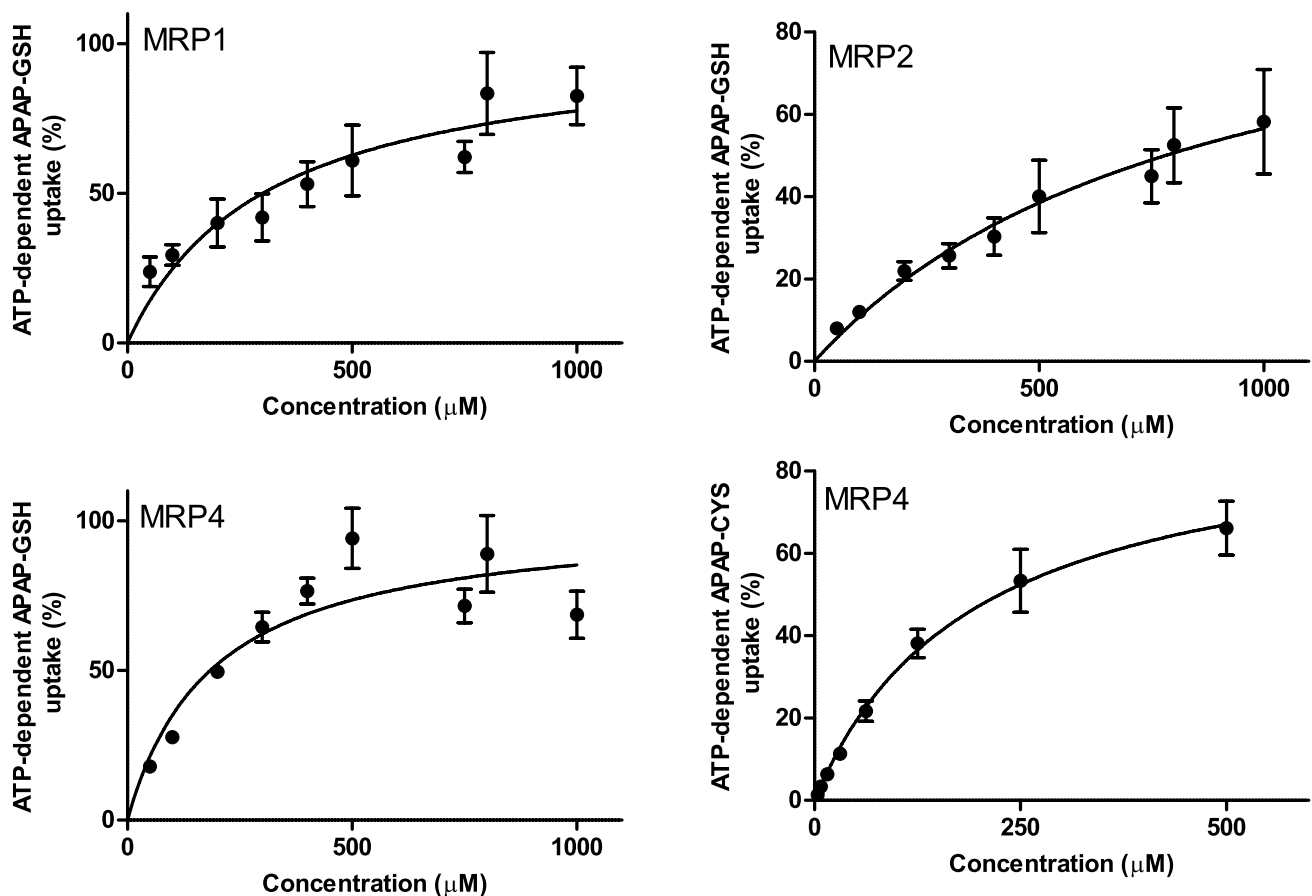 MRP1
ATP-dependent APAP-GSH
uptake (%)
100
50
0
0 500 1000
Concentration (μM)
MRP2
ATP-dependent APAP-GSH
uptake (%)
80
60
40
20
0
0 500 1000
Concentration (μM)
MRP4
ATP-dependent APAP-GSH
uptake (%)
100
50
0
0 500 1000
Concentration (μM)
MRP4
ATP-dependent APAP-CYS
uptake (%)
80
60
40
20
0
0 250 500
Concentration (μM)